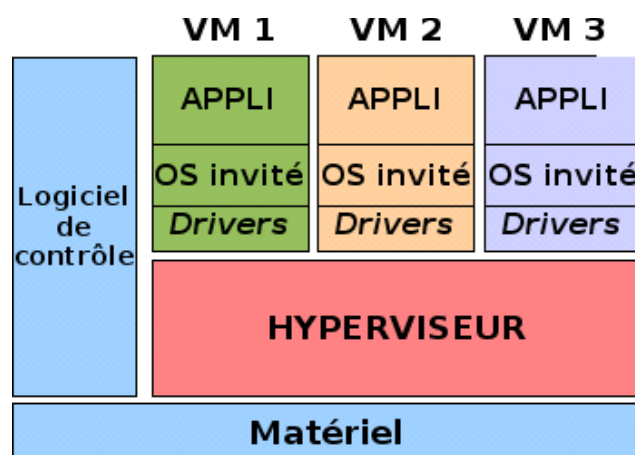 VM 1 VM 2 VM 3
APPLI APPLI APPLI
OS invité OS invité OS invité
Drivers Drivers Drivers
Logiciel
de
contrôle
HYPERVISEUR
Matériel